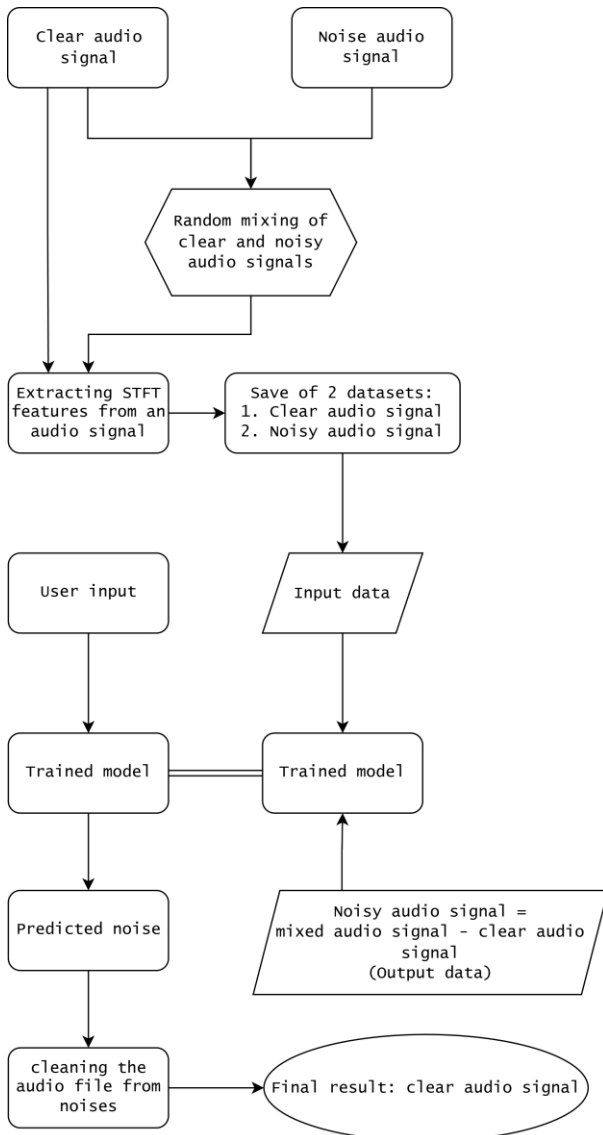 Clear audio
signal
Noise audio
signal
Random mixing of
clear and noisy
audio signals
Extracting STFT
features from an
audio signal
Save of 2 datasets:
1. Clear audio signal
2. Noisy audio signal
User input
Input data
Trained model
Trained model
Predicted noise
Noisy audio signal =
mixed audio signal - clear audio
signal
(Output data)
cleaning the
audio file from
noises
Final result: clear audio signal